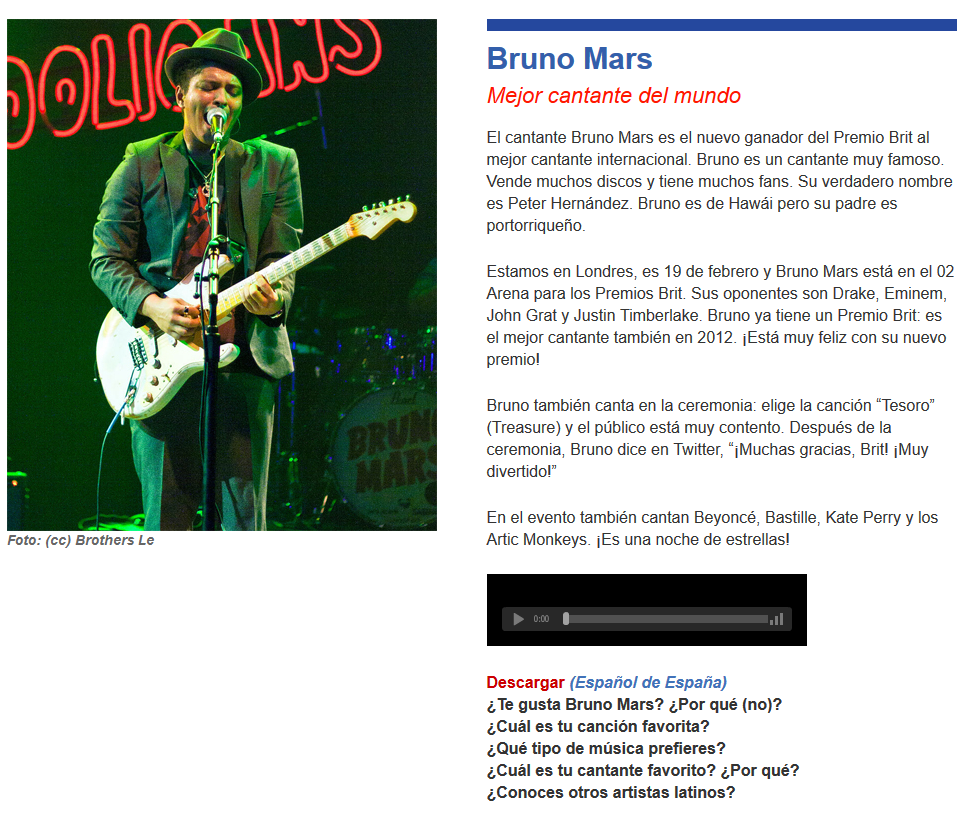 OOLIGANS
Pearl
BRUNO
MARS
Foto: (cc) Brothers Le
Bruno Mars
Mejor cantante del mundo
El cantante Bruno Mars es el nuevo ganador del Premio Brit al
mejor cantante internacional. Bruno es un cantante muy famoso.
Vende muchos discos y tiene muchos fans. Su verdadero nombre
es Peter Hernández. Bruno es de Hawái pero su padre es
portorriqueño.
Estamos en Londres, es 19 de febrero y Bruno Mars está en el 02
Arena para los Premios Brit. Sus oponentes son Drake, Eminem,
John Grat y Justin Timberlake. Bruno ya tiene un Premio Brit: es
el mejor cantante también en 2012. ¡Está muy feliz con su nuevo
premio!
Bruno también canta en la ceremonia: elige la canción “Tesoro”
(Treasure) y el público está muy contento. Después de la
ceremonia, Bruno dice en Twitter, “¡Muchas gracias, Brit! ¡Muy
divertido!”
En el evento también cantan Beyoncé, Bastille, Kate Perry y los
Artic Monkeys. ¡Es una noche de estrellas!
0:00
Descargar (Español de España)
¿Te gusta Bruno Mars? ¿Por qué (no)?
¿Cuál es tu canción favorita?
¿Qué tipo de música prefieres?
¿Cuál es tu cantante favorito? ¿Por qué?
¿Conoces otros artistas latinos?